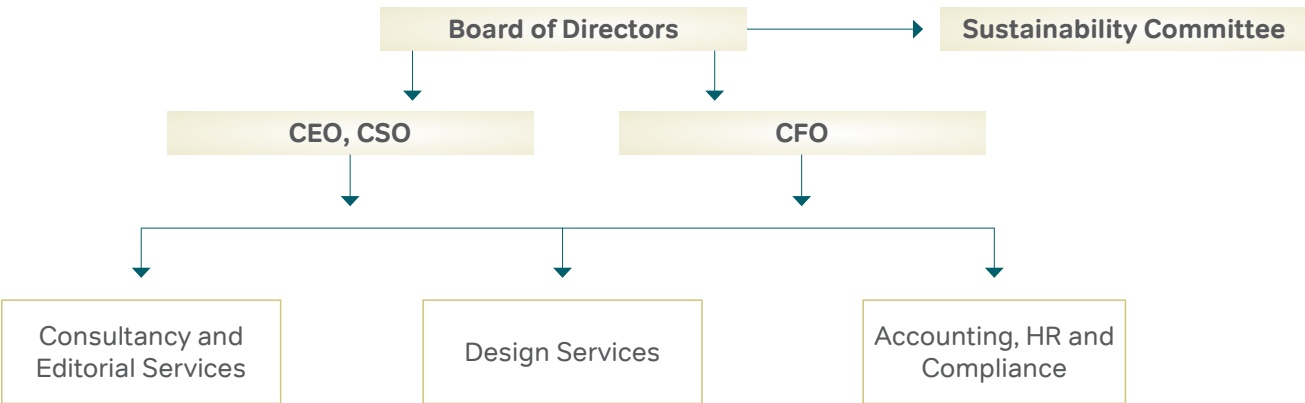 Board of Directors
Sustainability Committee
CEO, CSO
CFO
Consultancy and
Editorial Services
Design Services
Accounting, HR and
Compliance